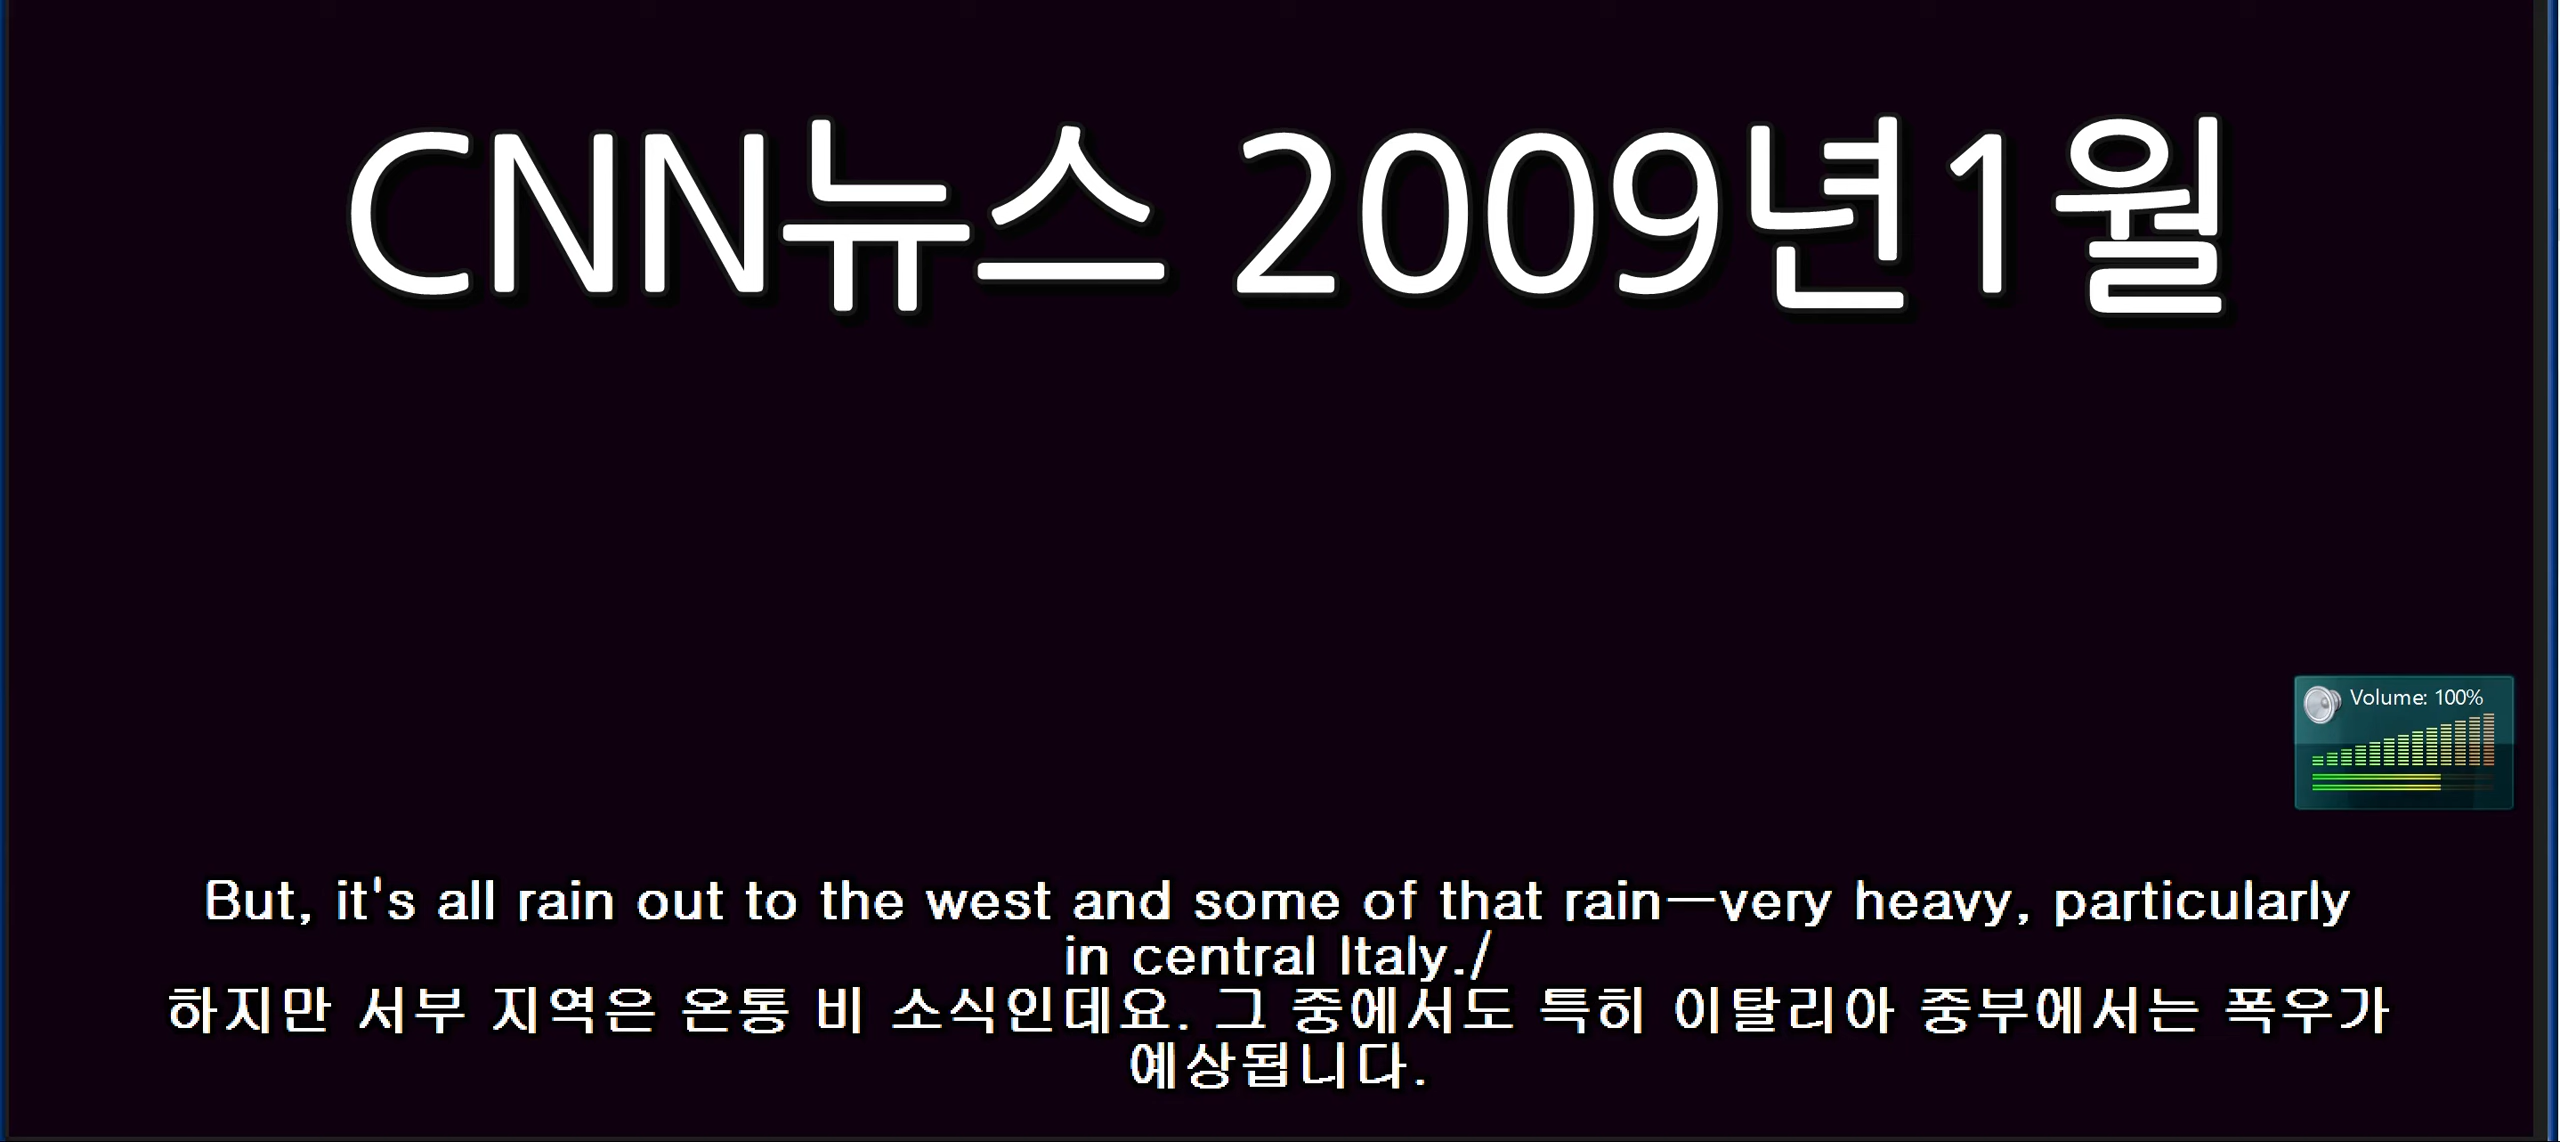 CNN뉴스 2009년1월
Volume: 100%
But, it's all rain out to the west and some of that rain—very heavy, particularly
in central Italy./
하지만 서부 지역은 온통 비 소식인데요. 그 중에서도 특히 이탈리아 중부에서는 폭우가
예상됩니다.